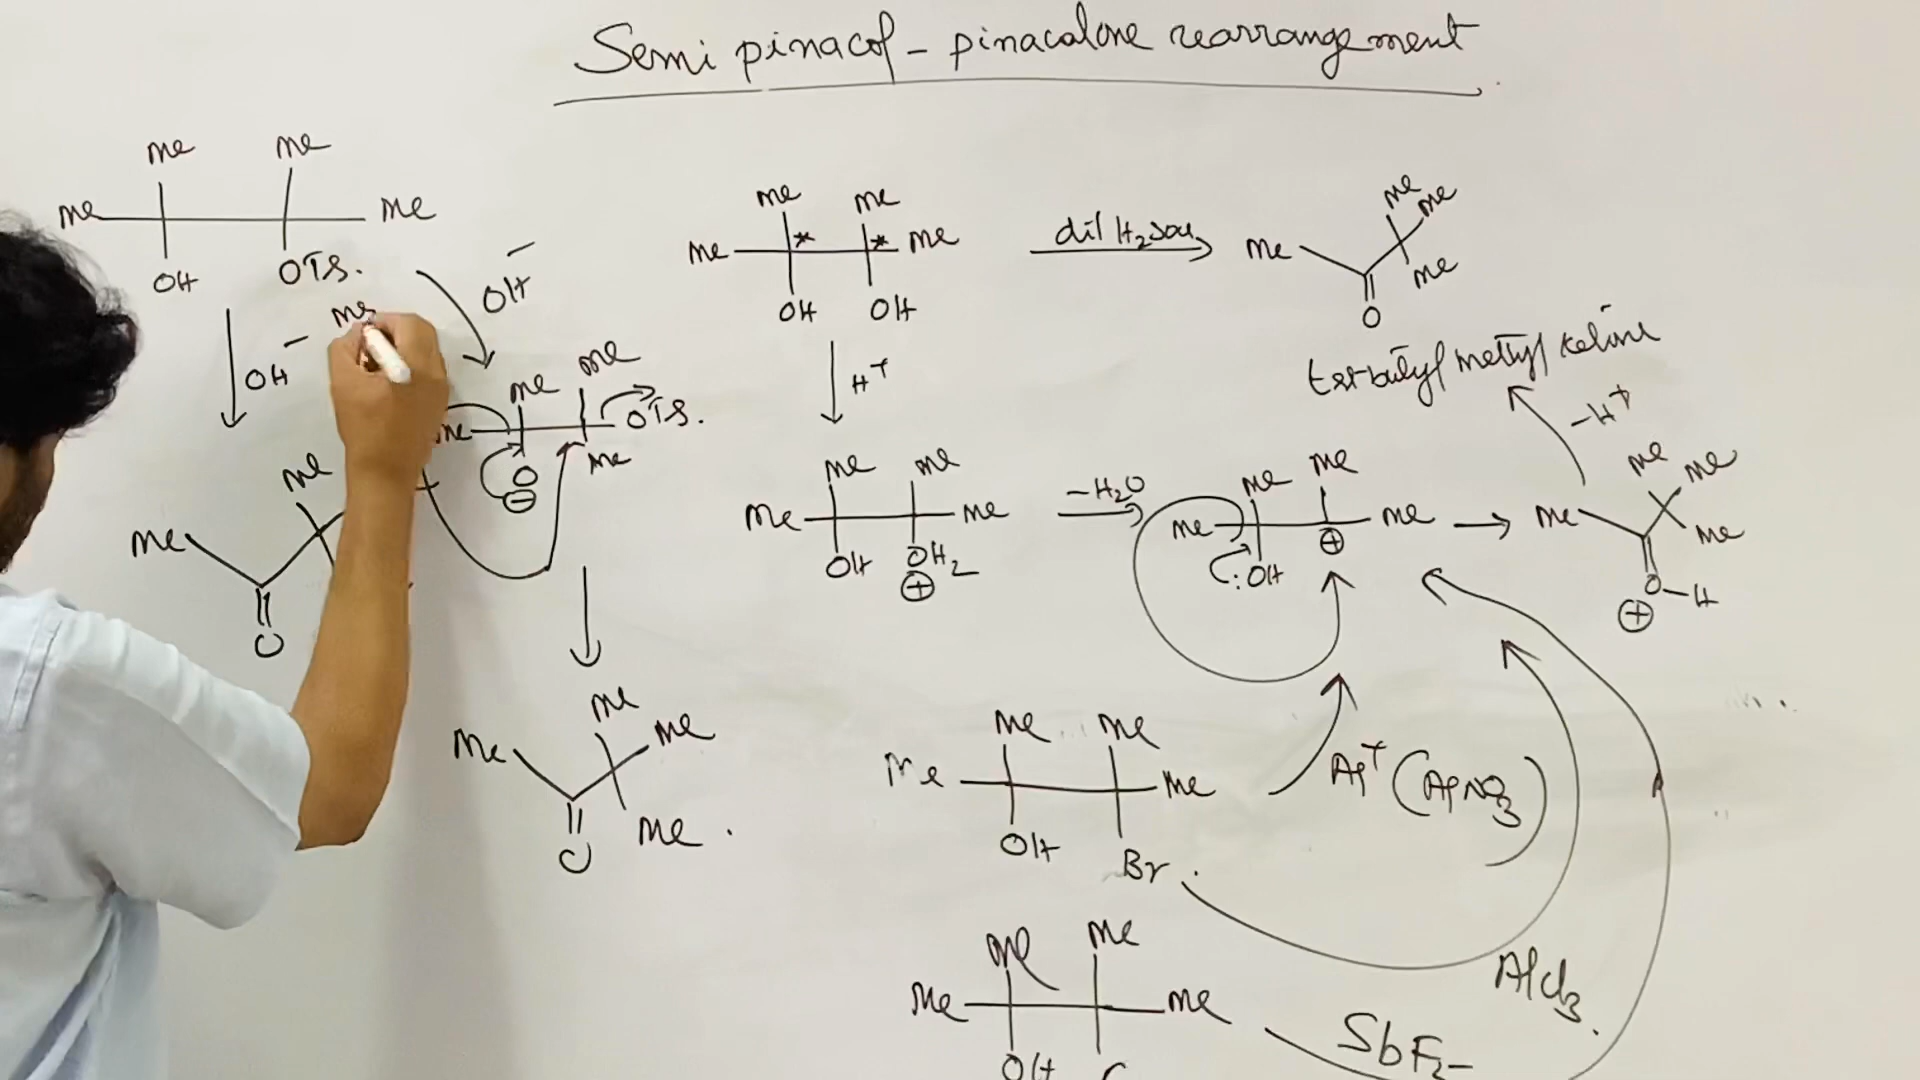 Semi pinacol - pinacalone rearrangement
Me Me
Me Me
OH OTs.
OH⁻
OH⁻
Me
Me
Me
O
Me Me
Me OTs.
O Me
⊖
Me
Me Me
Me
O
Me Me
Me * * Me
OH OH
dil H₂SO₄
Me Me
Me Me
O
tert-butyl methyl ketone
H⁺
-H⁺
Me Me
Me Me
OH OH₂
⊕
-H₂O
Me Me
Me Me
:OH ⊕
Me Me
Me Me
O-H
⊕
Me Me
Me Me
OH Br.
Ag⁺ (AgNO₃)
AlCl₃.
Me Me
Me Me
OH